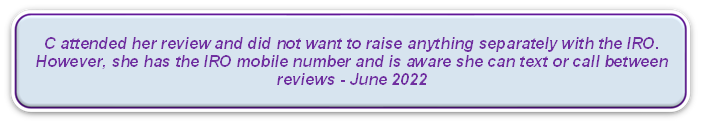 C attended her review and did not want to raise anything separately with the IRO.
However, she has the IRO mobile number and is aware she can text or call between
reviews - June 2022